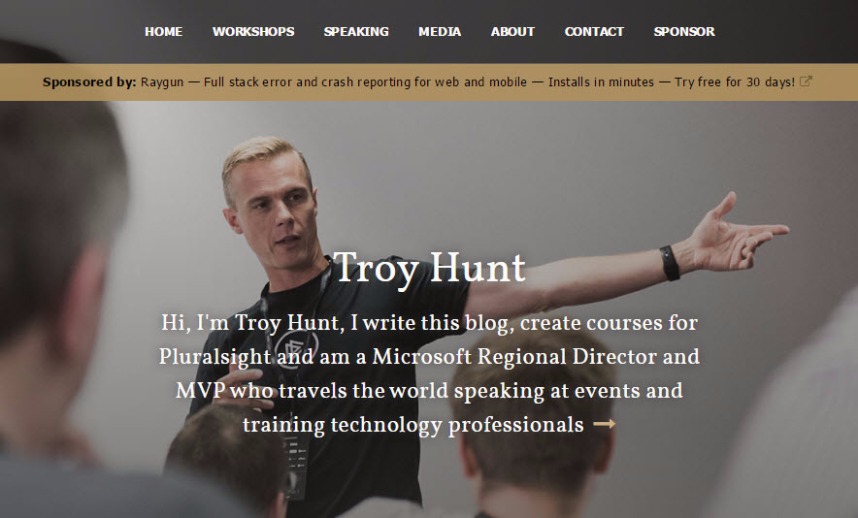 HOME WORKSHOPS SPEAKING MEDIA ABOUT CONTACT SPONSOR
Sponsored by: Raygun — Full stack error and crash reporting for web and mobile — Installs in minutes — Try free for 30 days!
Troy Hunt
Hi, I'm Troy Hunt, I write this blog, create courses for
Pluralsight and am a Microsoft Regional Director and
MVP who travels the world speaking at events and
training technology professionals